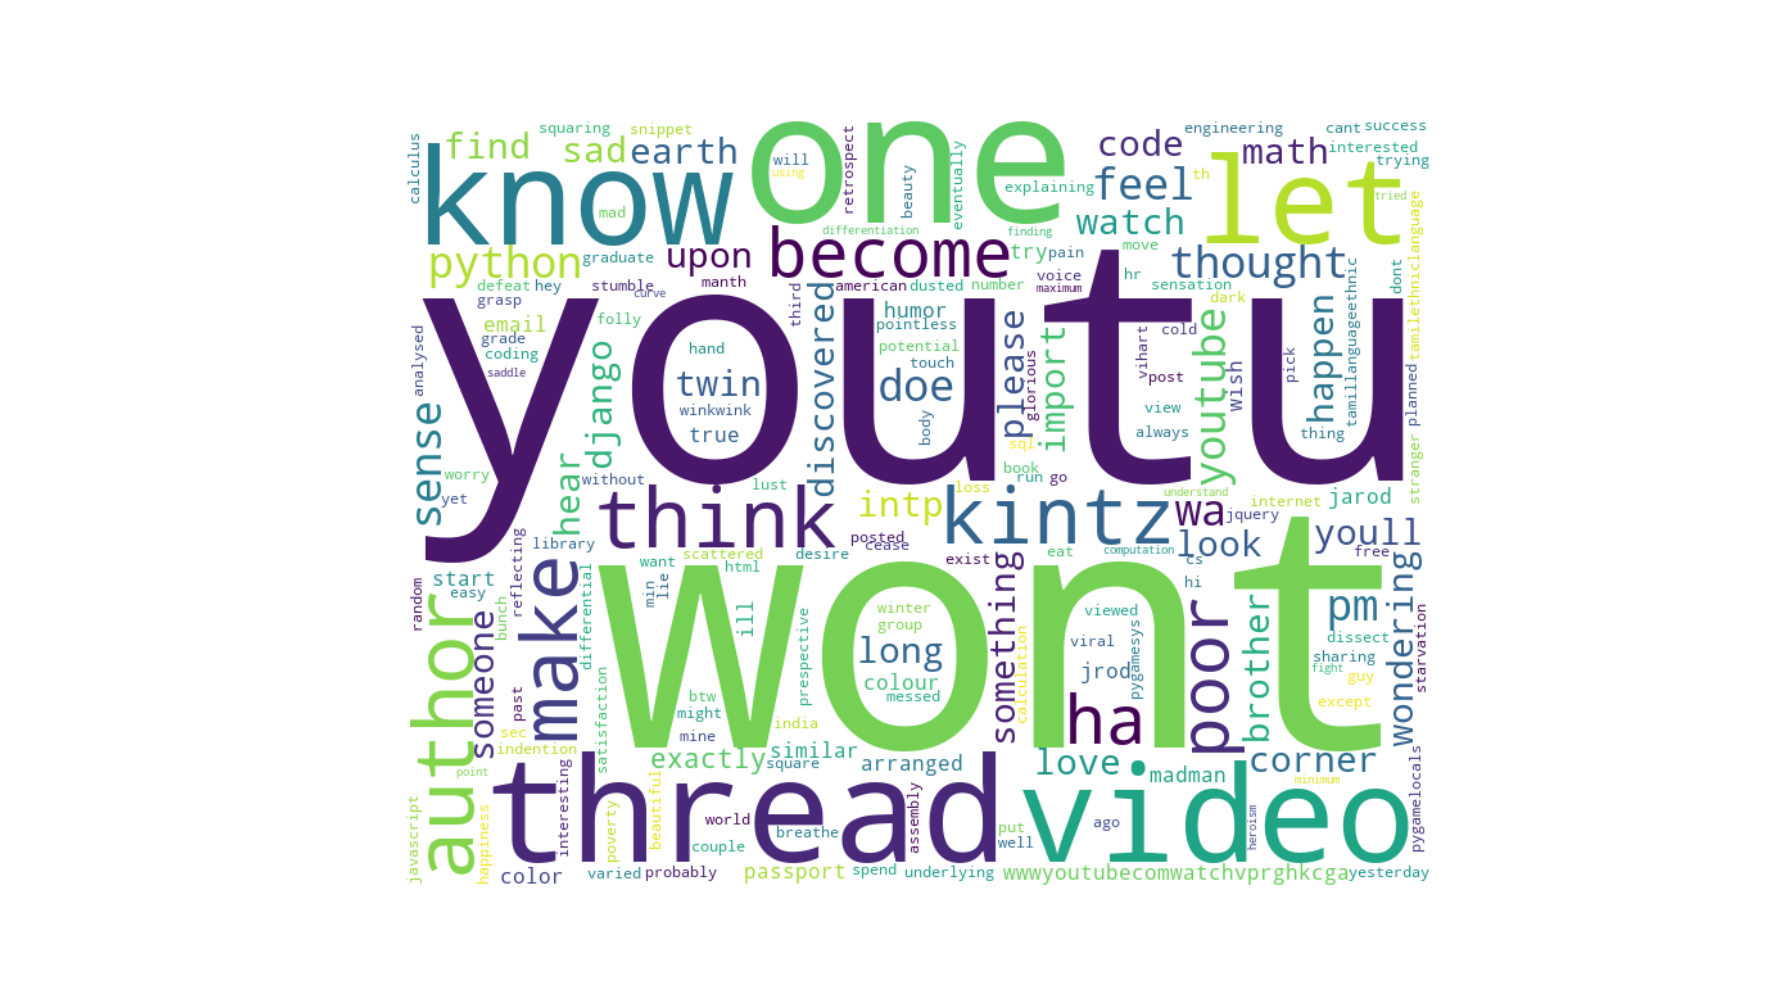 calculus
find
squaring
snippet
sad
earth
know
mad
one
will
using
retrospect
beauty
eventually
explaining
code
engineering
math
cant
success
interested
trying
feel
th
let
tried
tamilethniclanguage
watch
differentiation
finding
python
graduate
upon
become
try
pain
move
thought
defeat
hey
stumble
curve
manth
american
dusted
number
voice
maximum
hr
sensation
dark
tamillanguageethnic
dont
grasp
email
grade
coding
saddle
analysed
folly
django
third
discovered
humor
pointless
potential
touch
doe
body
please
glorious
import
vihart
cold
post
view
always
youtube
wish
pick
happen
thing
planned
stranger
youtu
hand
twin
winkwink
true
sense
worry
yet
hear
without
lust
think
intp
loss
sql
book
run
go
kintz
understand
wa
jquery
internet
jarod
youll
look
free
posted
cease
exist
eat
computation
cs
hi
library
scattered
desire
want
html
reflecting
start
easy
random
author
someone
bunch
make
differential
min
lie
ill
prespective
wont
winter
group
long
colour
messed
something
calculation
viewed
viral
jrod
pygamesys
ha
poor
brother
pm
dissect
sharing
fight
guy
except
wondering
starvation
past
sec
indention
satisfaction
btw
might
mine
india
exactly
similar
square
arranged
love
madman
corner
minimum
point
javascript
happiness
thread
interesting
poverty
beautiful
world
couple
breathe
assembly
video
put
well
ago
heroism
pygamelocals
color
varied
probably
passport
spend
underlying
wwwyoutubecomwatchvprghkcga
yesterday